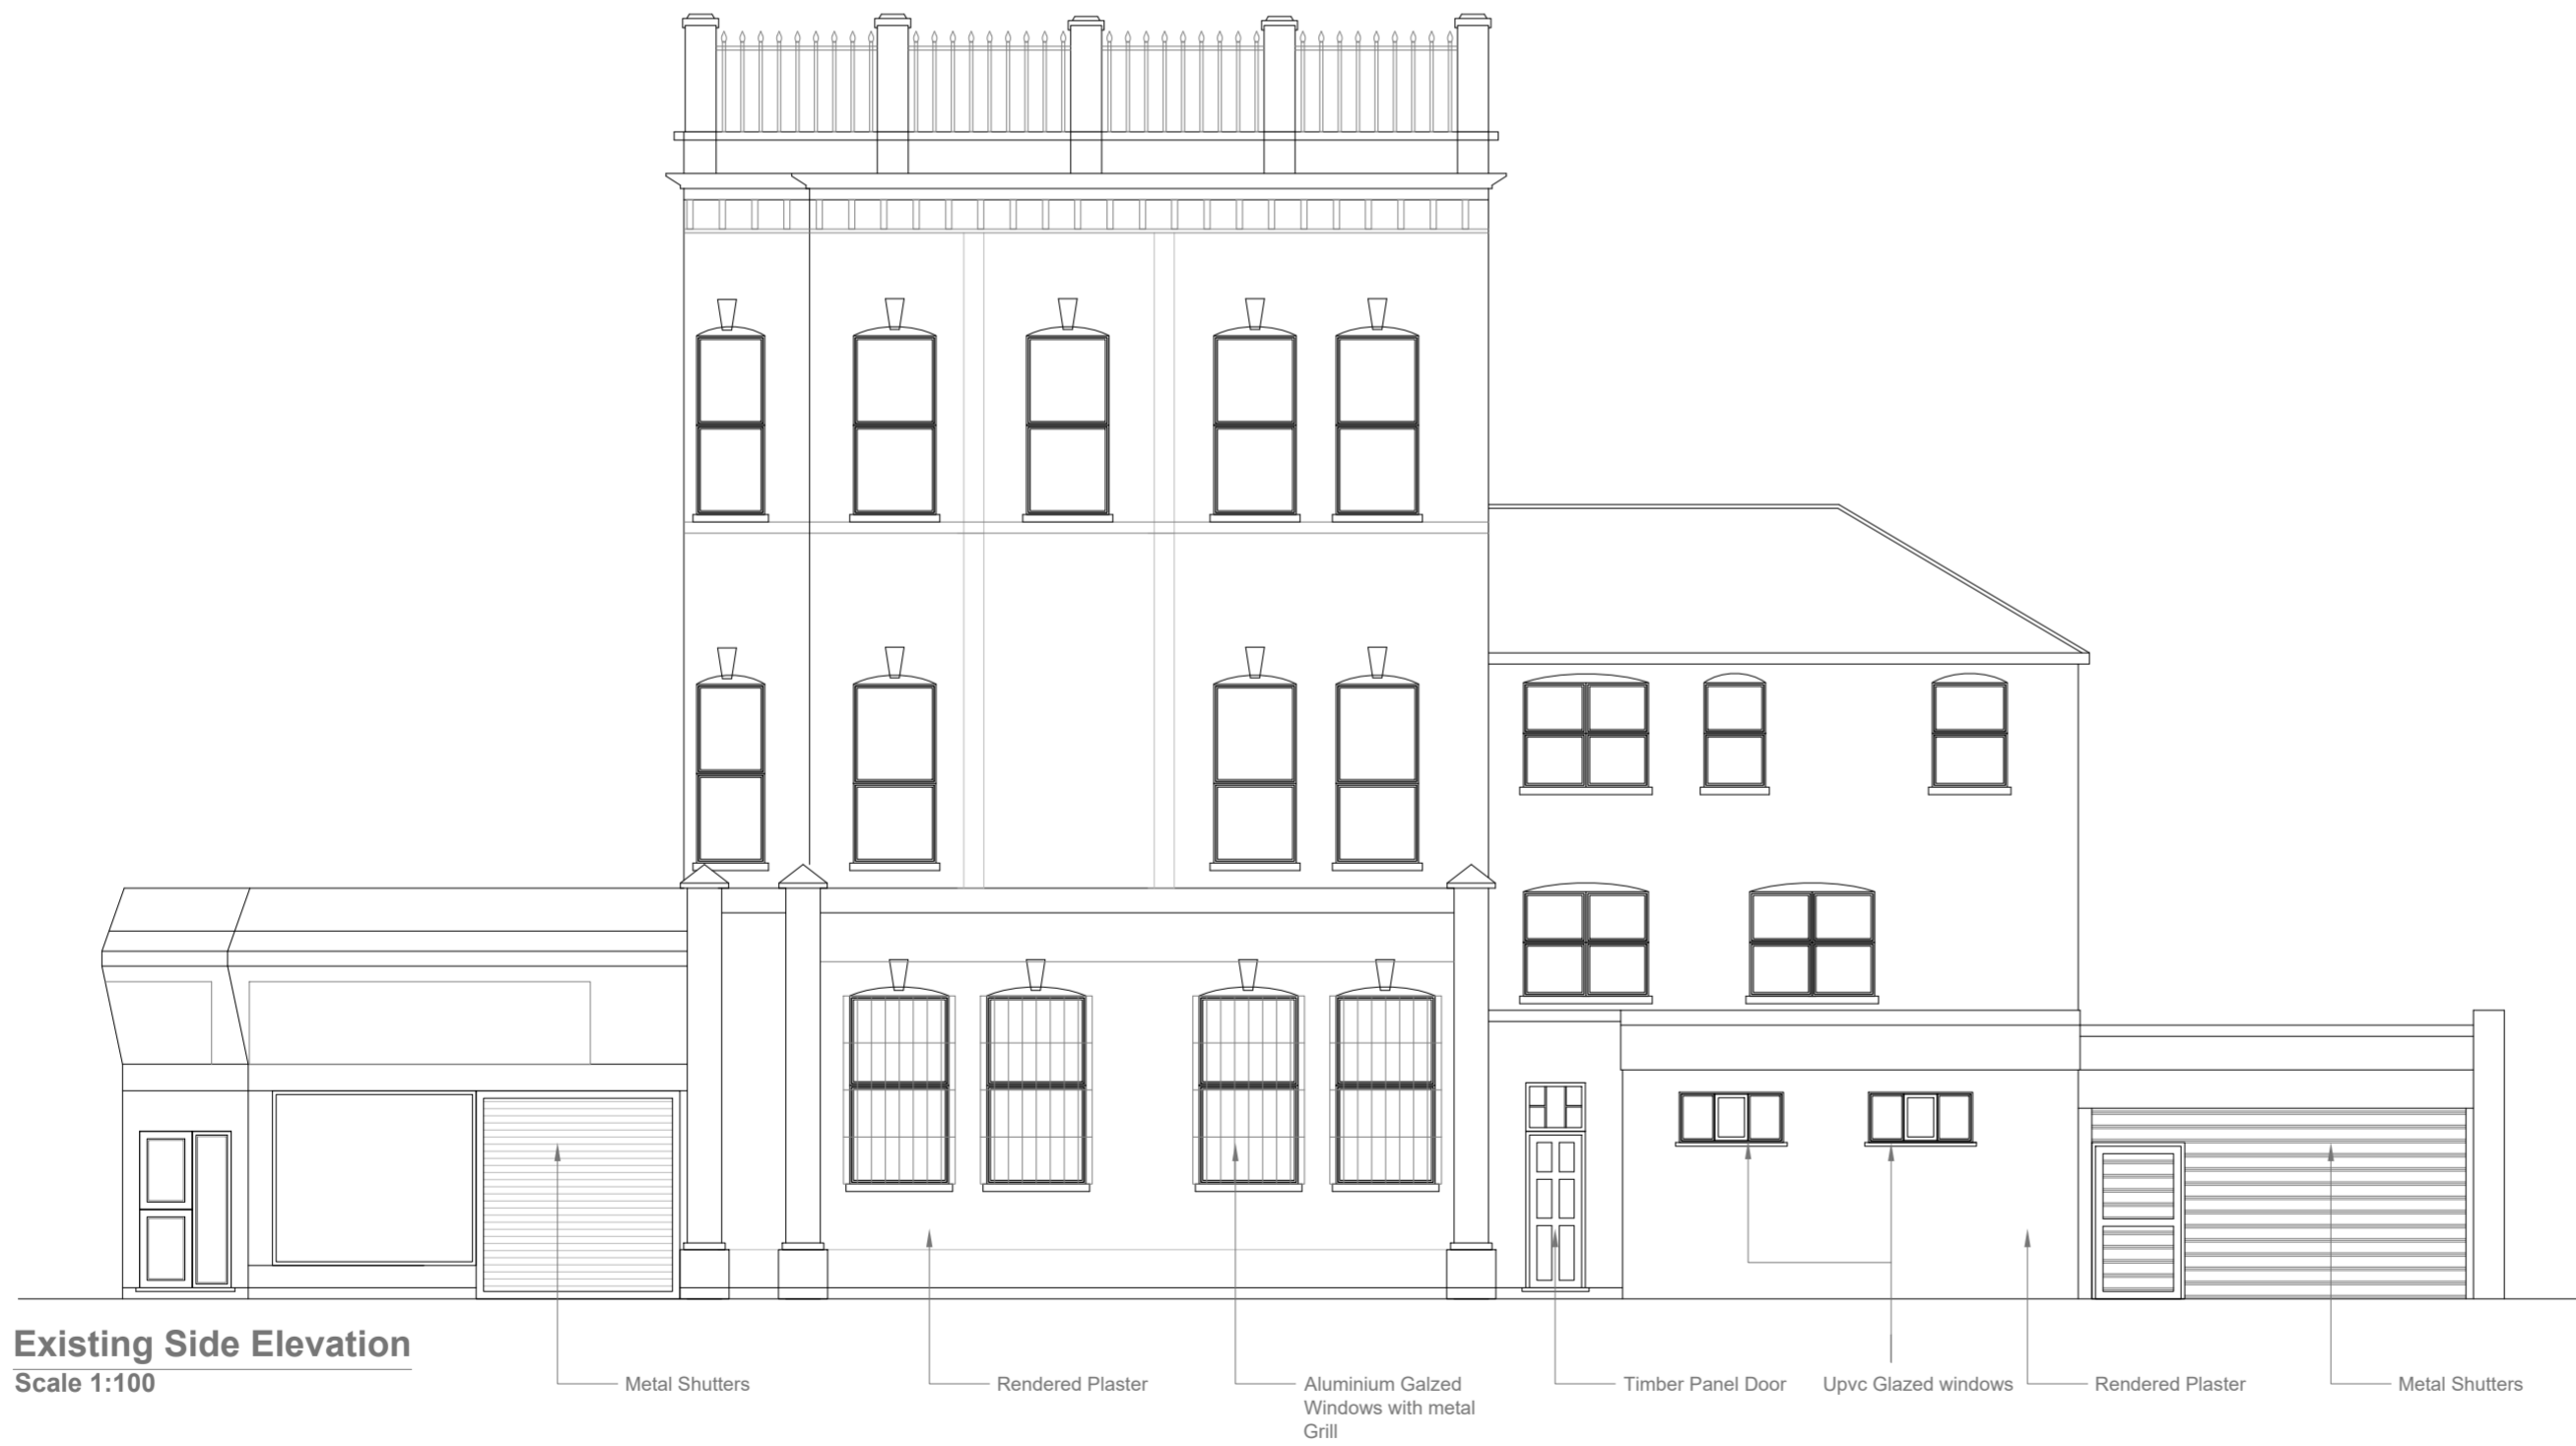 Existing Side Elevation
Scale 1:100
Metal Shutters
Rendered Plaster
Aluminium Galzed
Windows with metal
Grill
Timber Panel Door
Upvc Glazed windows
Rendered Plaster
Metal Shutters